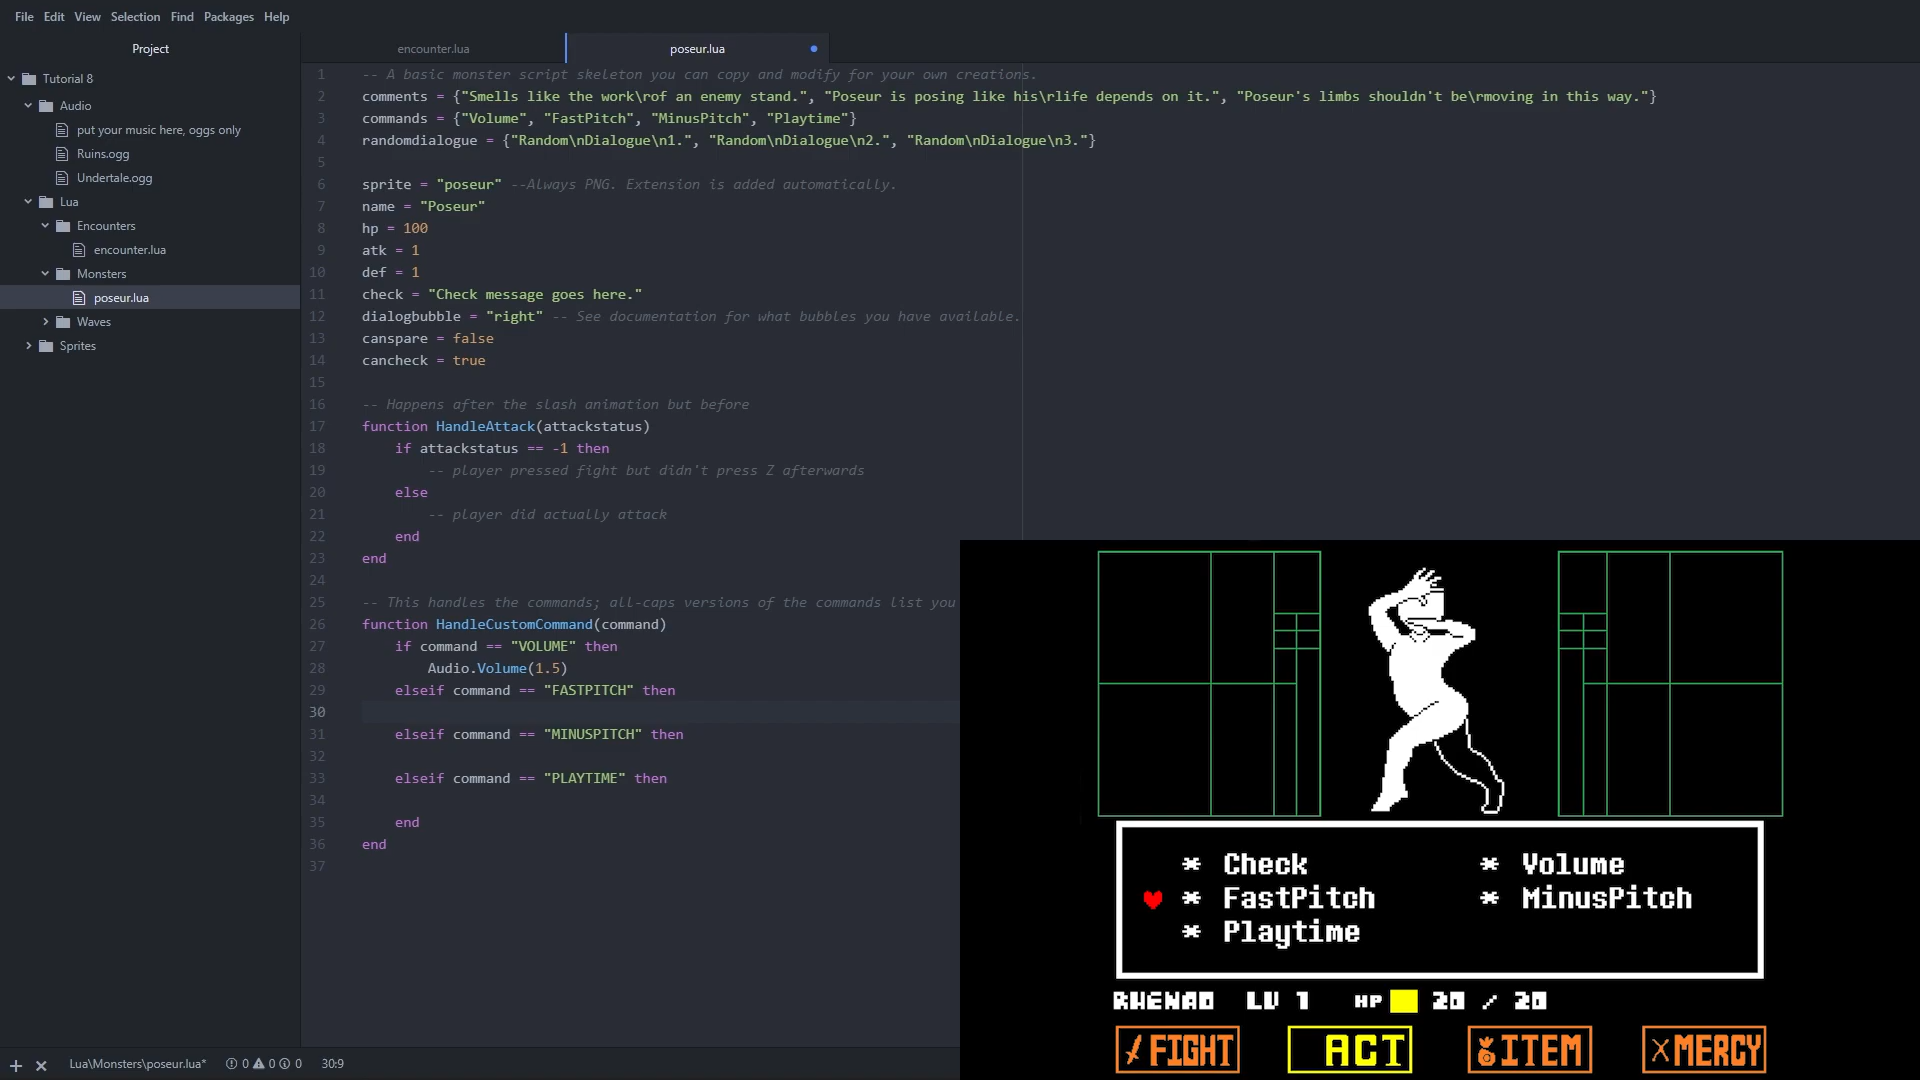 File Edit View Selection Find Packages Help
Project
encounter.lua
poseur.lua
Tutorial 8
Audio
put your music here, oggs only
Ruins.ogg
Undertale.ogg
Lua
Encounters
encounter.lua
Monsters
poseur.lua
Waves
Sprites
1 -- A basic monster script skeleton you can copy and modify for your own creations.
2 comments = {"Smells like the work\rof an enemy stand.", "Poseur is posing like his\rlife depends on it.", "Poseur's limbs shouldn't be\rmoving in this way."}
3 commands = {"Volume", "FastPitch", "MinusPitch", "Playtime"}
4 randomdialogue = {"Random\nDialogue\n1.", "Random\nDialogue\n2.", "Random\nDialogue\n3."}
5
6 sprite = "poseur" --Always PNG. Extension is added automatically.
7 name = "Poseur"
8 hp = 100
9 atk = 1
10 def = 1
11 check = "Check message goes here."
12 dialogbubble = "right" -- See documentation for what bubbles you have available.
13 canspare = false
14 cancheck = true
15
16 -- Happens after the slash animation but before
17 function HandleAttack(attackstatus)
18 if attackstatus == -1 then
19 -- player pressed fight but didn't press Z afterwards
20 else
21 -- player did actually attack
22 end
23 end
24
25 -- This handles the commands; all-caps versions of the commands list you
26 function HandleCustomCommand(command)
27 if command == "VOLUME" then
28 Audio.Volume(1.5)
29 elseif command == "FASTPITCH" then
30
31 elseif command == "MINUSPITCH" then
32
33 elseif command == "PLAYTIME" then
34
35 end
36 end
37
* Check * Volume
* FastPitch * MinusPitch
* Playtime
RHENAO LV 1 HP 20 / 20
FIGHT ACT ITEM MERCY
Lua\Monsters\poseur.lua* 0 0 0 30:9